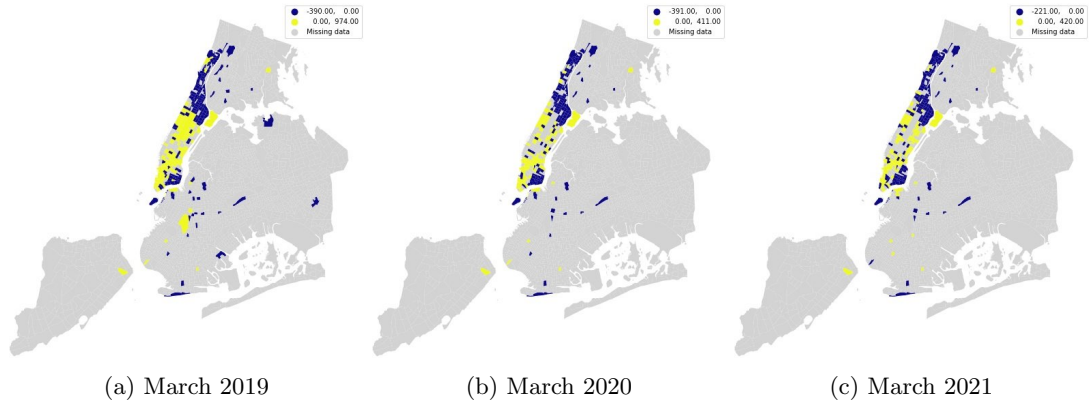 -390.00, 0.00
0.00, 974.00
Missing data
-391.00, 0.00
0.00, 411.00
Missing data
-221.00, 0.00
0.00, 420.00
Missing data
(a) March 2019
(b) March 2020
(c) March 2021